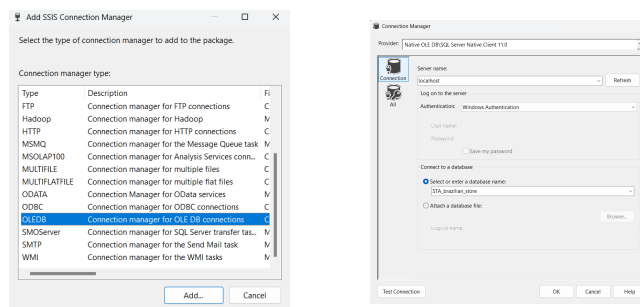 Add SSIS Connection Manager
Select the type of connection manager to add to the package.
Connection manager type:
Type Description Fi
FTP Connection manager for FTP connections C
Hadoop Connection manager for Hadoop M
HTTP Connection manager for HTTP connections C
MSMQ Connection manager for the Message Queue task M
MSOLAP100 Connection manager for Analysis Services conn... C
MULTIFILE Connection manager for multiple files C
MULTIFLATFILE Connection manager for multiple flat files C
ODATA Connection manager for OData services M
ODBC Connection manager for ODBC connections C
OLEDB Connection manager for OLE DB connections C
SMOServer Connection manager for SQL Server transfer tas... M
SMTP Connection manager for the Send Mail task M
WMI Connection manager for the WMI tasks M
Add... Cancel
Connection Manager
Provider: Native OLE DB\SQL Server Native Client 11.0
Connection
All
Server name:
localhost Refresh
Log on to the server
Authentication: Windows Authentication
User name:
Password:
Save my password
Connect to a database
Select or enter a database name:
STA_brazilian_store
Attach a database file:
Browse...
Logical name:
Test Connection OK Cancel Help